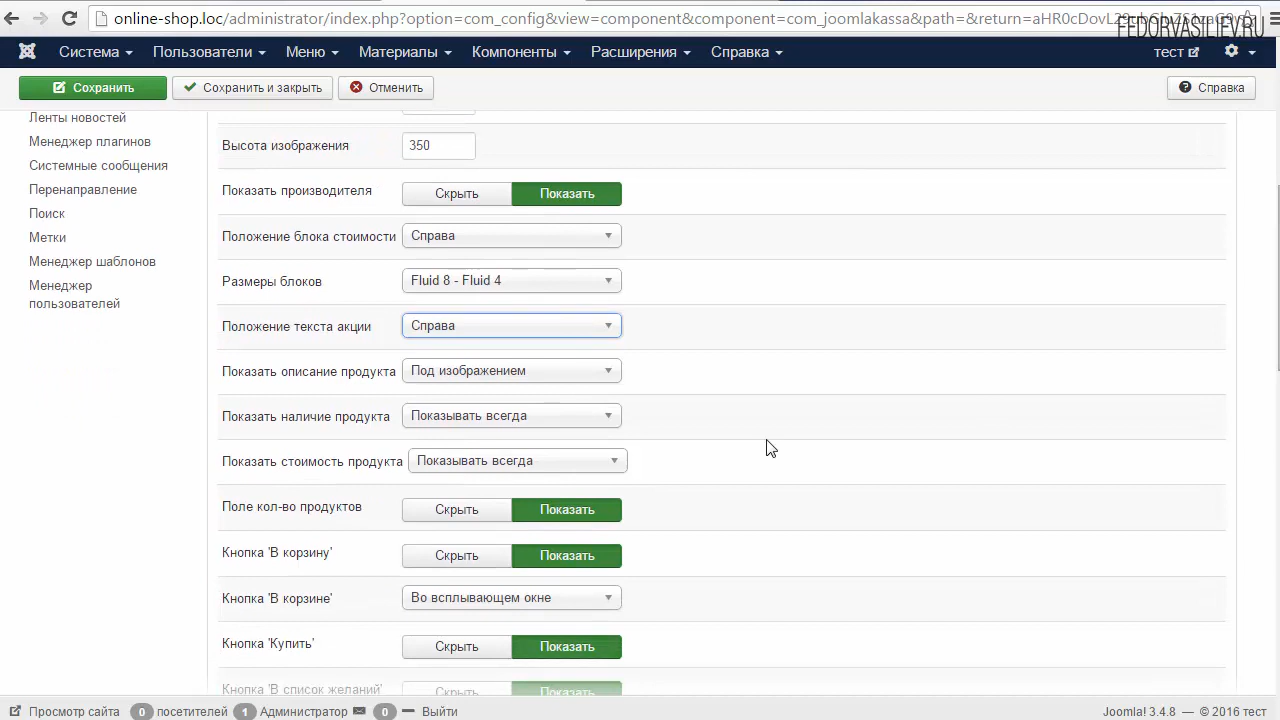 online-shop.loc/administrator/index.php?option=com_config&view=component&component=com_joomlakassa&path=&return=
FEDORVASILIEV.RU
Система Пользователи Меню Материалы Компоненты Расширения Справка тест
Сохранить Сохранить и закрыть Отменить Справка
Ленты новостей
Менеджер плагинов
Системные сообщения
Перенаправление
Поиск
Метки
Менеджер шаблонов
Менеджер
пользователей
Высота изображения 350
Показать производителя Скрыть Показать
Положение блока стоимости Справа
Размеры блоков Fluid 8 - Fluid 4
Положение текста акции Справа
Показать описание продукта Под изображением
Показать наличие продукта Показывать всегда
Показать стоимость продукта Показывать всегда
Поле кол-во продуктов Скрыть Показать
Кнопка 'В корзину' Скрыть Показать
Кнопка 'В корзине' Во всплывающем окне
Кнопка 'Купить' Скрыть Показать
Кнопка 'В список желаний' Скрыть Показать
Просмотр сайта 0 посетителей 1 Администратор 0 Выйти Joomla! 3.4.8 — © 2016 тест